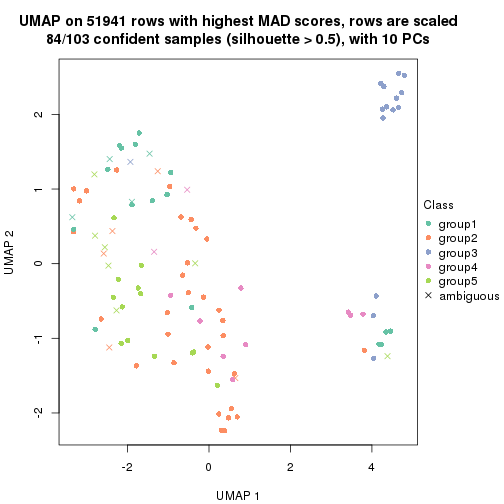 UMAP on 51941 rows with highest MAD scores, rows are scaled
84/103 confident samples (silhouette > 0.5), with 10 PCs
2
1
0
-1
-2
UMAP 2
-2
0
2
4
UMAP 1
Class
group1
group2
group3
group4
group5
ambiguous